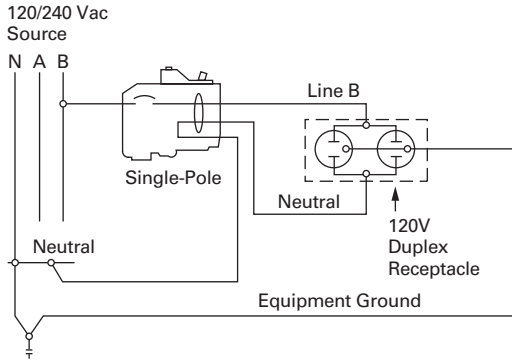 120/240 Vac
Source
N A B
Line B
Single-Pole
Neutral
120V
Duplex
Receptacle
Neutral
Equipment Ground